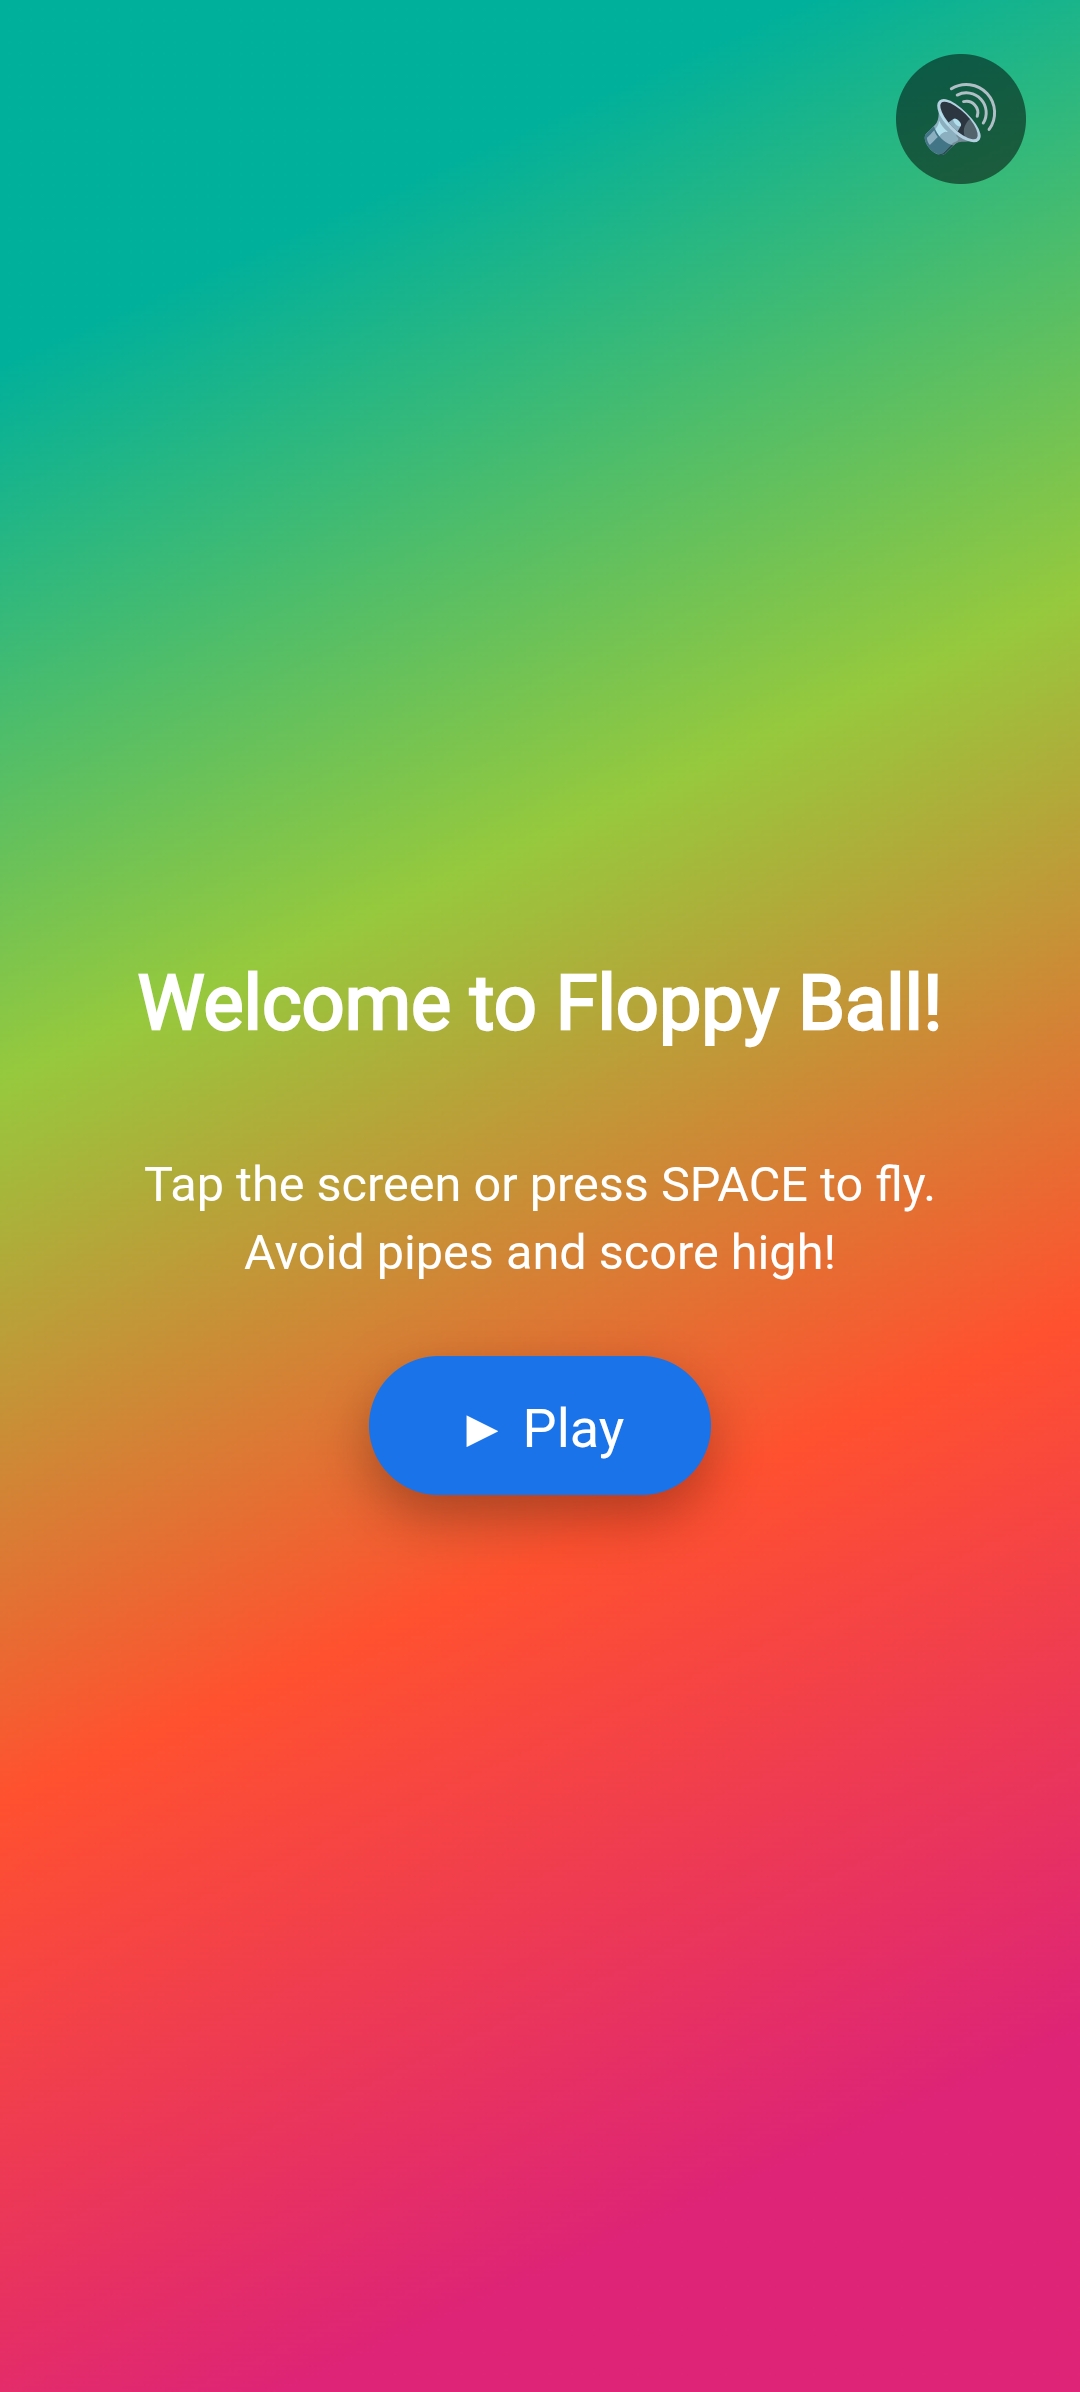 Welcome to Floppy Ball!
Tap the screen or press SPACE to fly.
Avoid pipes and score high!
► Play